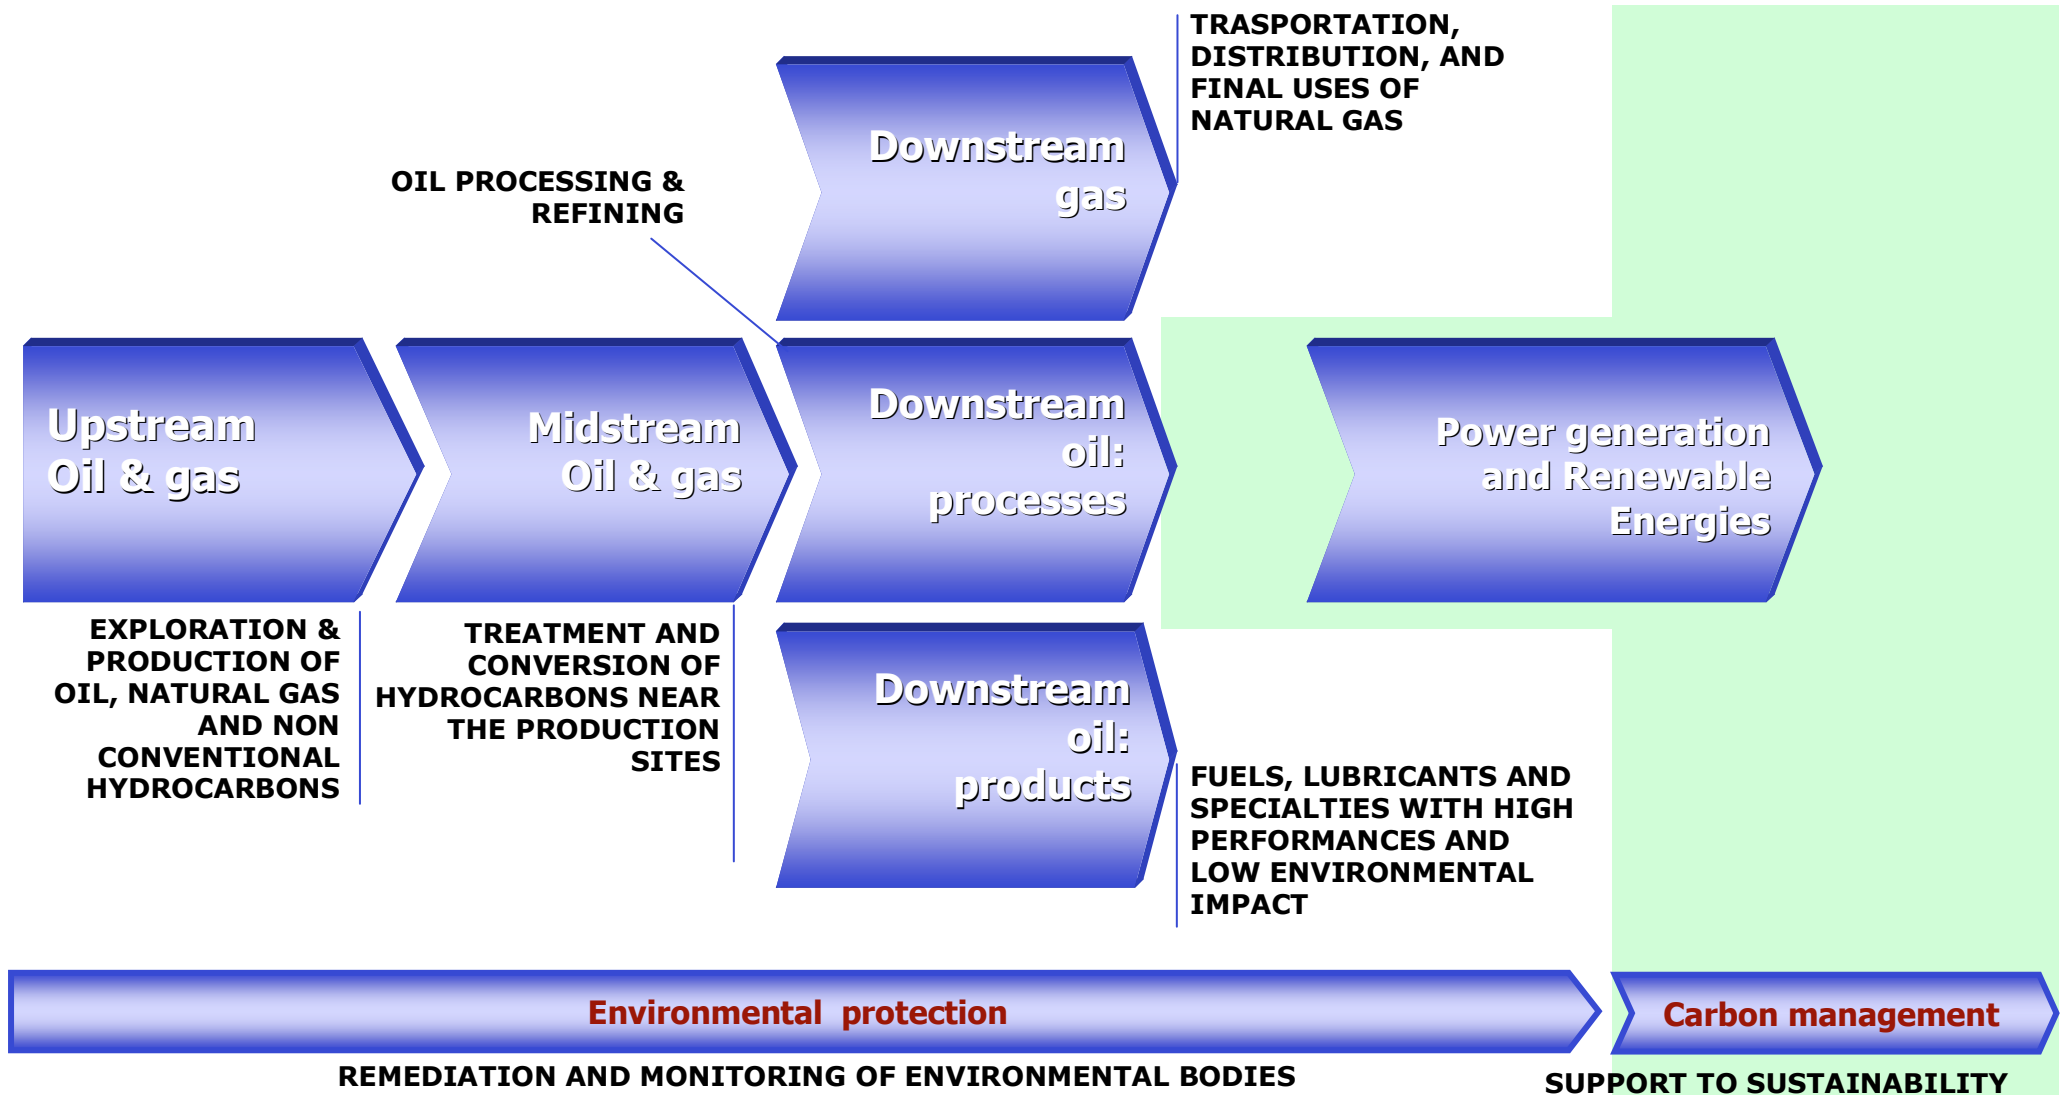 TRASPORTATION,
DISTRIBUTION, AND
FINAL USES OF
NATURAL GAS
Downstream
gas
OIL PROCESSING &
REFINING
Upstream
Oil & gas
Midstream
Oil & gas
Downstream
oil:
processes
Power generation
and Renewable
Energies
EXPLORATION &
PRODUCTION OF
OIL, NATURAL GAS
AND NON
CONVENTIONAL
HYDROCARBONS
TREATMENT AND
CONVERSION OF
HYDROCARBONS NEAR
THE PRODUCTION
SITES
Downstream
oil:
products
FUELS, LUBRICANTS AND
SPECIALTIES WITH HIGH
PERFORMANCES AND
LOW ENVIRONMENTAL
IMPACT
Environmental protection
Carbon management
REMEDIATION AND MONITORING OF ENVIRONMENTAL BODIES
SUPPORT TO SUSTAINABILITY